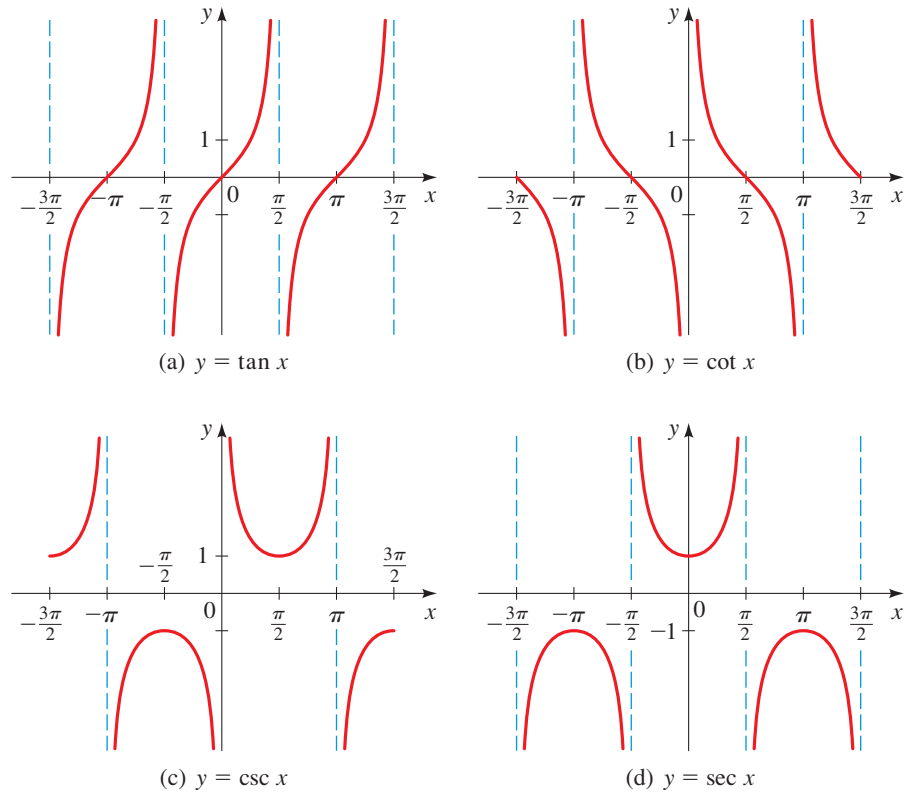 y
1
−3π/2 −π −π/2 0 π/2 π 3π/2 x
(a) y = tan x
y
1
−3π/2 −π −π/2 0 π/2 π 3π/2 x
(b) y = cot x
y
1
−π/2 3π/2
−3π/2 −π 0 π/2 π x
(c) y = csc x
y
−3π/2 −π −π/2 0 π/2 π 3π/2 x
−1
(d) y = sec x